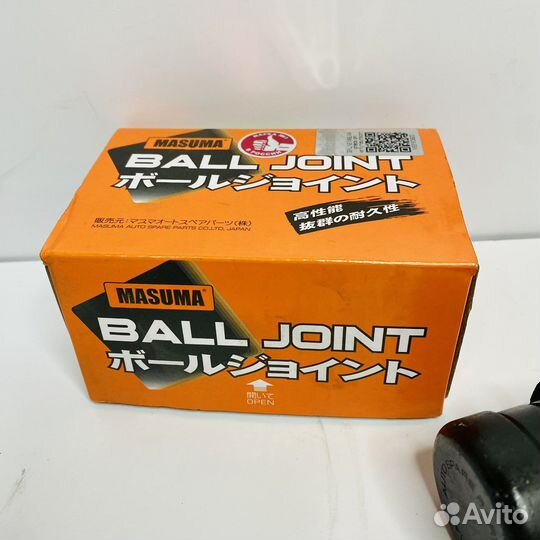 MASUMA
BALL JOINT
ボールジョイント
高性能
抜群の耐久性
販売元:マスマオートスペアパーツ(株)
MASUMA AUTO SPARE PARTS CO.,LTD, JAPAN
MASUMA®
BALL JOINT
ボールジョイント
開いて
OPEN
Avito